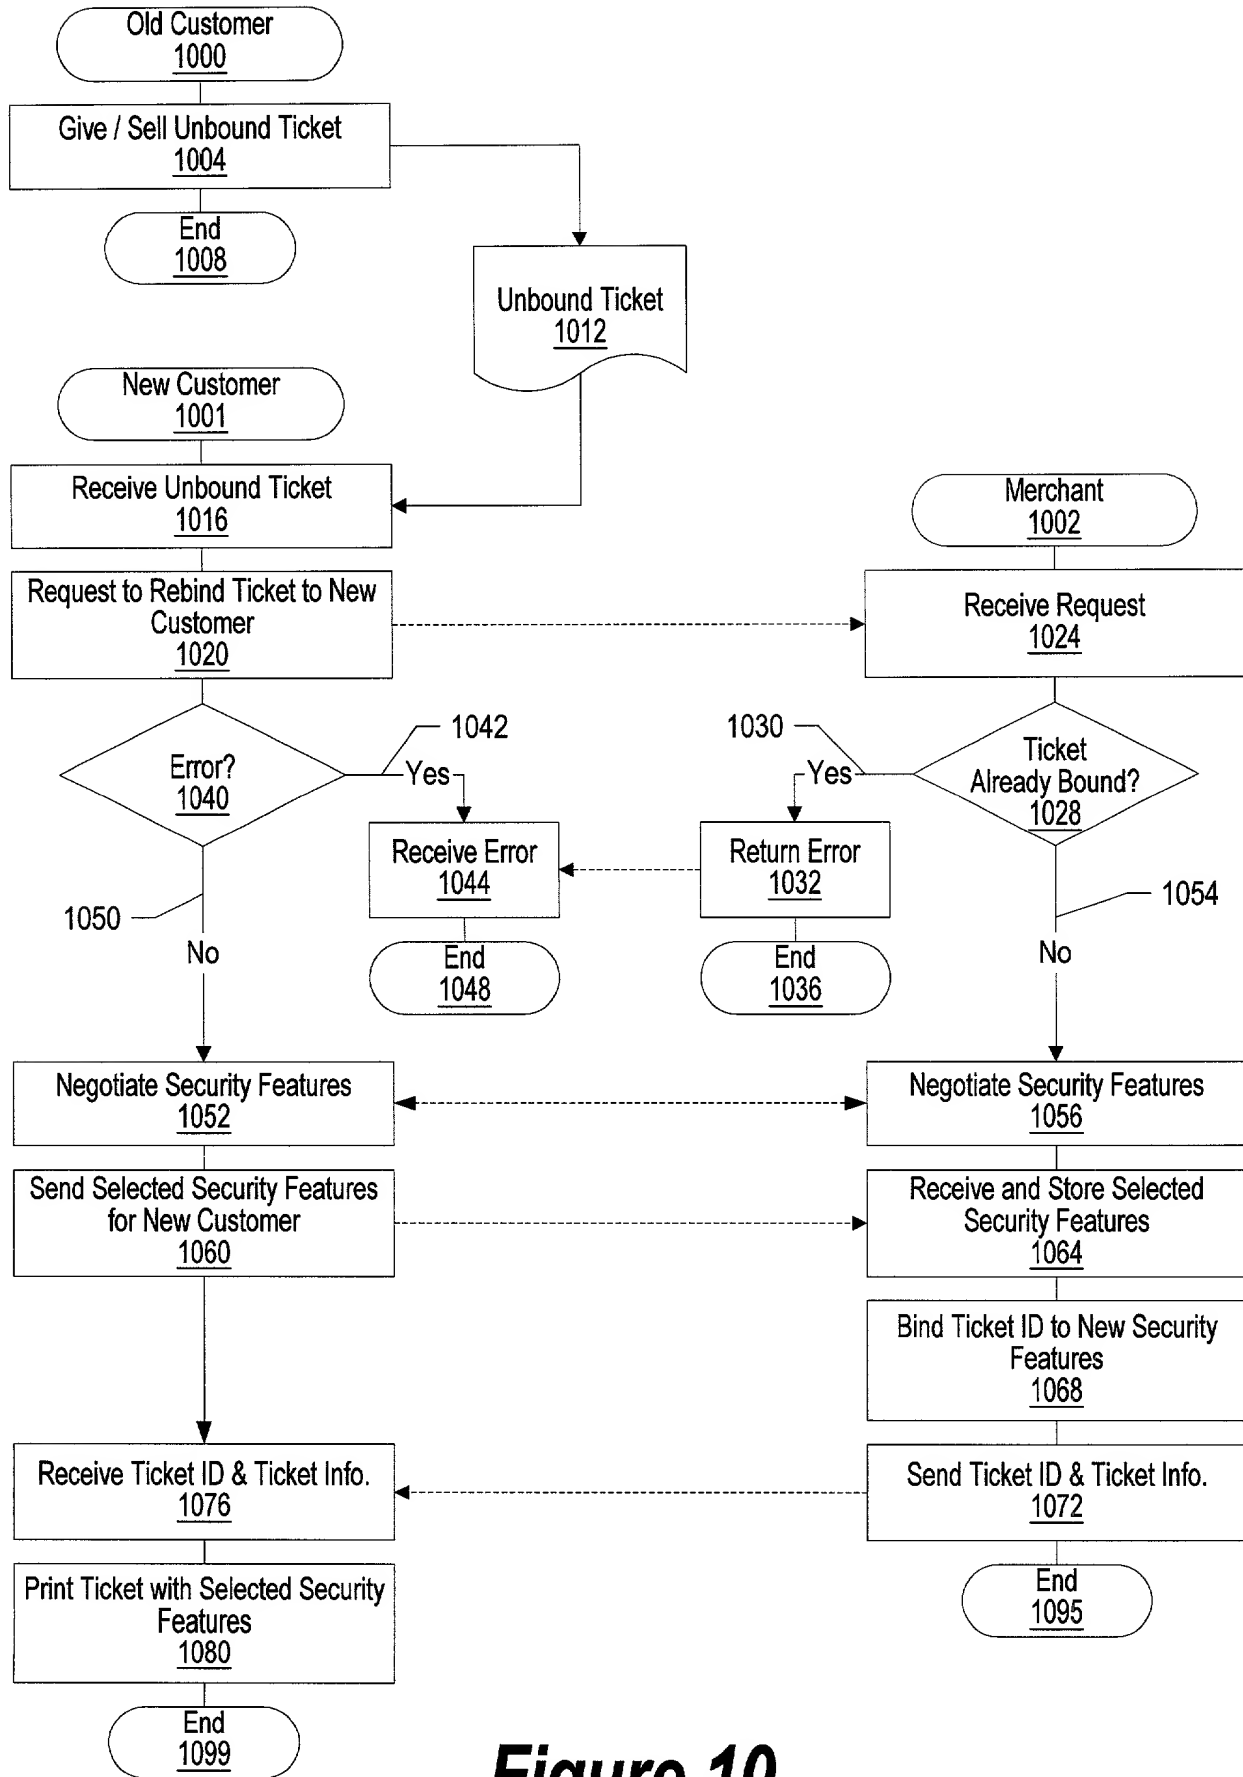 Old Customer
1000
Give / Sell Unbound Ticket
1004
End
1008
Unbound Ticket
1012
New Customer
1001
Receive Unbound Ticket
1016
Merchant
1002
Request to Rebind Ticket to New
Customer
1020
Receive Request
1024
Error?
1040
1042
Yes
1030
Yes
Ticket
Already Bound?
1028
Receive Error
1044
Return Error
1032
1050
No
End
1048
End
1036
1054
No
Negotiate Security Features
1052
Negotiate Security Features
1056
Send Selected Security Features
for New Customer
1060
Receive and Store Selected
Security Features
1064
Bind Ticket ID to New Security
Features
1068
Receive Ticket ID & Ticket Info.
1076
Send Ticket ID & Ticket Info.
1072
Print Ticket with Selected Security
Features
1080
End
1095
End
1099
Figure 10